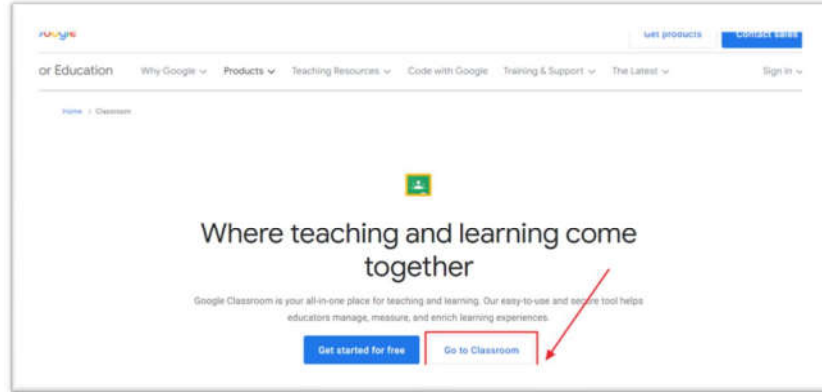 Google
Get products
Contact sales
or Education
Why Google
Products
Teaching Resources
Code with Google
Training & Support
The Latest
Sign in
Home > Classroom
Where teaching and learning come
together
Google Classroom is your all-in-one place for teaching and learning. Our easy-to-use and secure tool helps
educators manage, measure, and enrich learning experiences.
Get started for free
Go to Classroom